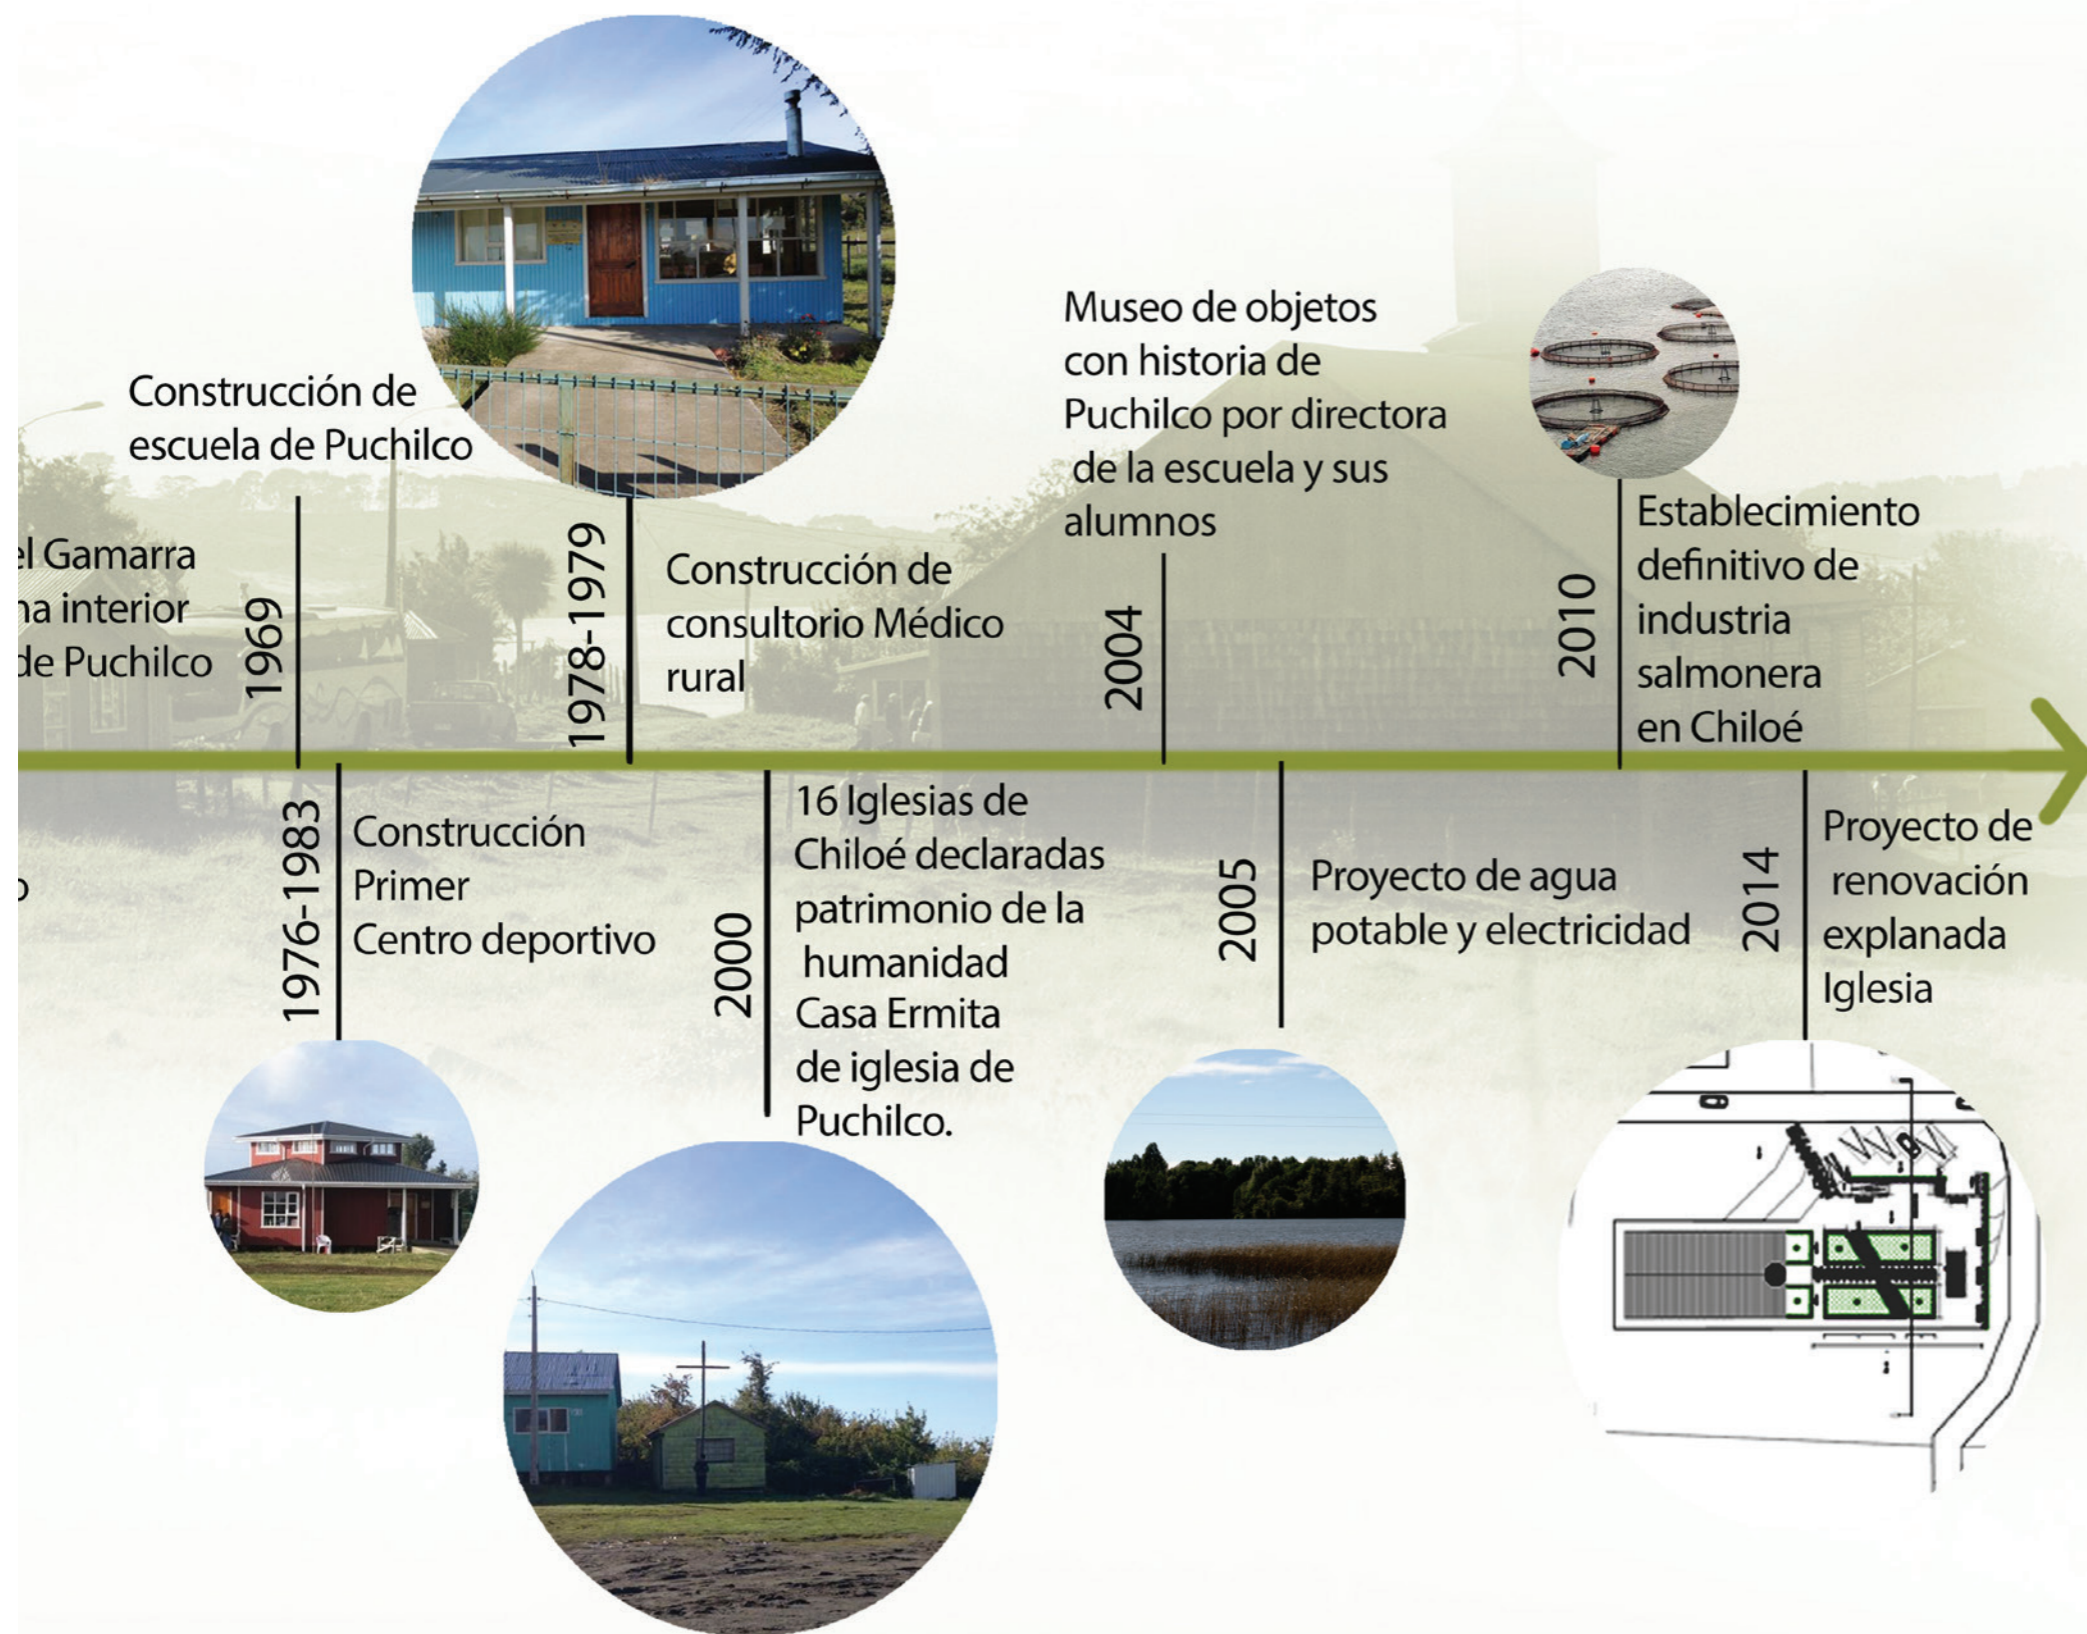 Construcción de
escuela de Puchilco
el Gamarra
interior
de Puchilco
1969
1978-1979
Construcción de
consultorio Médico
rural
Museo de objetos
con historia de
Puchilco por directora
de la escuela y sus
alumnos
2004
2010
Establecimiento
definitivo de
industria
salmonera
en Chiloé
1976-1983
Construcción
Primer
Centro deportivo
2000
16 Iglesias de
Chiloé declaradas
patrimonio de la
humanidad
Casa Ermita
de iglesia de
Puchilco.
2005
Proyecto de agua
potable y electricidad
2014
Proyecto de
renovación
explanada
Iglesia